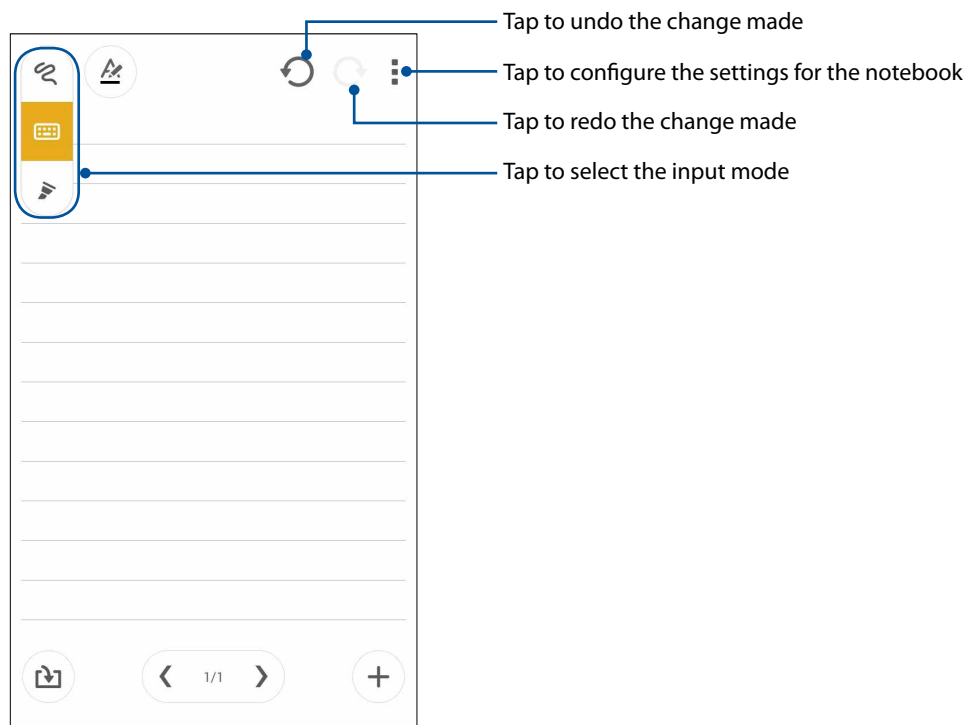 Tap to undo the change made
Tap to configure the settings for the notebook
Tap to redo the change made
Tap to select the input mode
1/1